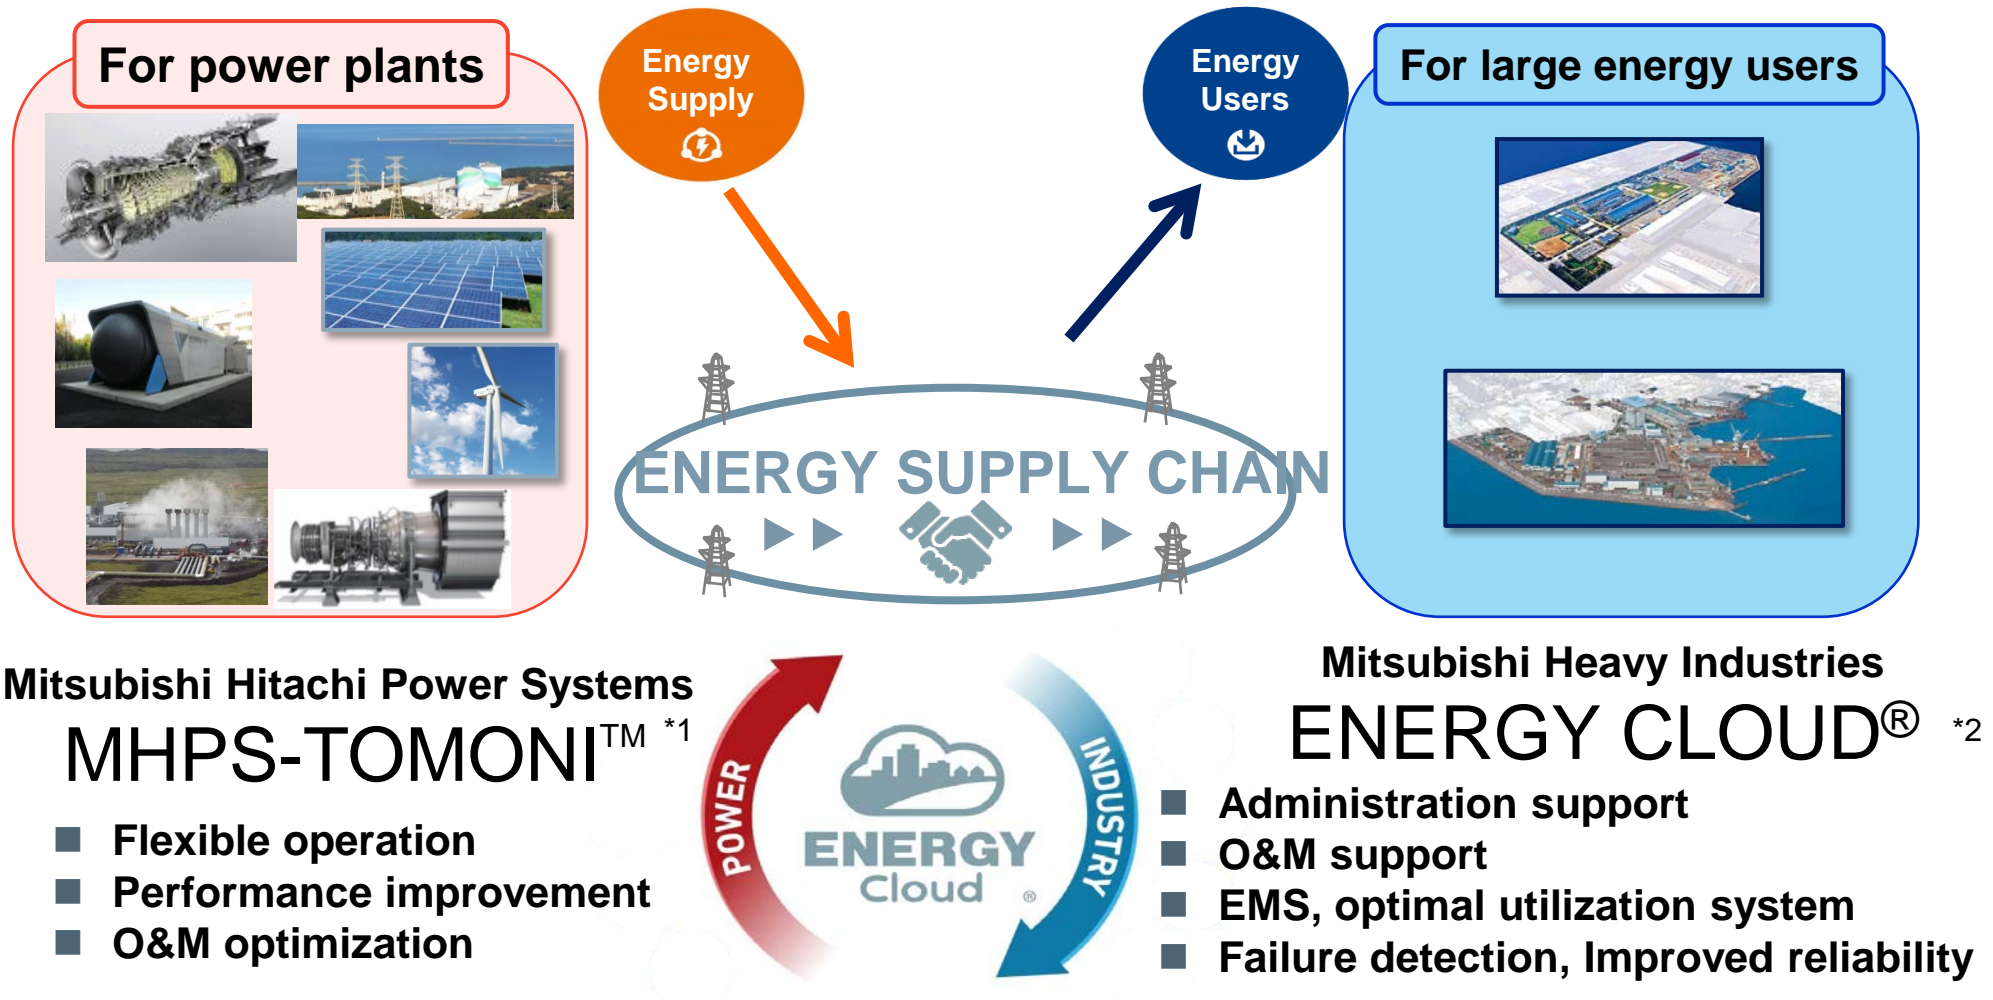 For power plants
Energy
Supply
Energy
Users
For large energy users
ENERGY SUPPLY CHAIN
Mitsubishi Hitachi Power Systems
MHPS-TOMONI™ *1
Flexible operation
Performance improvement
O&M optimization
POWER
INDUSTRY
ENERGY
Cloud ®
Mitsubishi Heavy Industries
ENERGY CLOUD® *2
Administration support
O&M support
EMS, optimal utilization system
Failure detection, Improved reliability